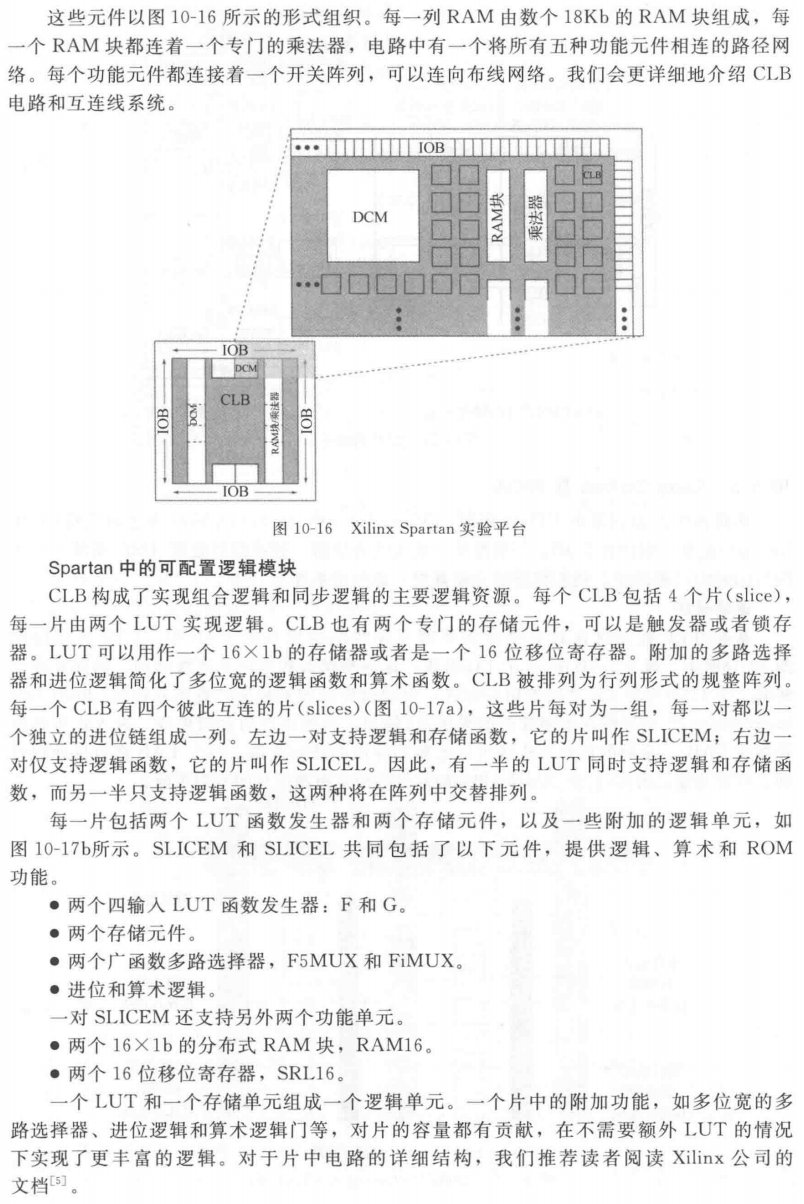 这些元件以图 10-16 所示的形式组织。每一列 RAM 由数个 18Kb 的 RAM 块组成，每
一个 RAM 块都连着一个专门的乘法器，电路中有一个将所有五种功能元件相连的路径网
络。每个功能元件都连接着一个开关阵列，可以连向布线网络。我们会更详细地介绍 CLB
电路和互连线系统。
IOB
CLB
DCM
RAM块
乘法器
IOB
DCM
CLB
IOB
DCM
RAM块/乘法器
IOB
IOB
图 10-16 Xilinx Spartan 实验平台
Spartan 中的可配置逻辑模块
CLB 构成了实现组合逻辑和同步逻辑的主要逻辑资源。每个 CLB 包括 4 个片(slice)，
每一片由两个 LUT 实现逻辑。CLB 也有两个专门的存储元件，可以是触发器或者锁存
器。LUT 可以用作一个 16×1b 的存储器或者是一个 16 位移位寄存器。附加的多路选择
器和进位逻辑简化了多位宽的逻辑函数和算术函数。CLB 被排列为行列形式的规整阵列。
每一个 CLB 有四个彼此互连的片(slices)(图 10-17a)，这些片每对为一组，每一对都以一
个独立的进位链组成一列。左边一对支持逻辑和存储函数，它的片叫作 SLICEM；右边一
对仅支持逻辑函数，它的片叫作 SLICEL。因此，有一半的 LUT 同时支持逻辑和存储函
数，而另一半只支持逻辑函数，这两种将在阵列中交替排列。
每一片包括两个 LUT 函数发生器和两个存储元件，以及一些附加的逻辑单元，如
图 10-17b所示。SLICEM 和 SLICEL 共同包括了以下元件，提供逻辑、算术和 ROM
功能。
● 两个四输入 LUT 函数发生器：F 和 G。
● 两个存储元件。
● 两个广函数多路选择器，F5MUX 和 FiMUX。
● 进位和算术逻辑。
一对 SLICEM 还支持另外两个功能单元。
● 两个 16×1b 的分布式 RAM 块，RAM16。
● 两个 16 位移位寄存器，SRL16。
一个 LUT 和一个存储单元组成一个逻辑单元。一个片中的附加功能，如多位宽的多
路选择器、进位逻辑和算术逻辑门等，对片的容量都有贡献，在不需要额外 LUT 的情况
下实现了更丰富的逻辑。对于片中电路的详细结构，我们推荐读者阅读 Xilinx 公司的
文档[5]。